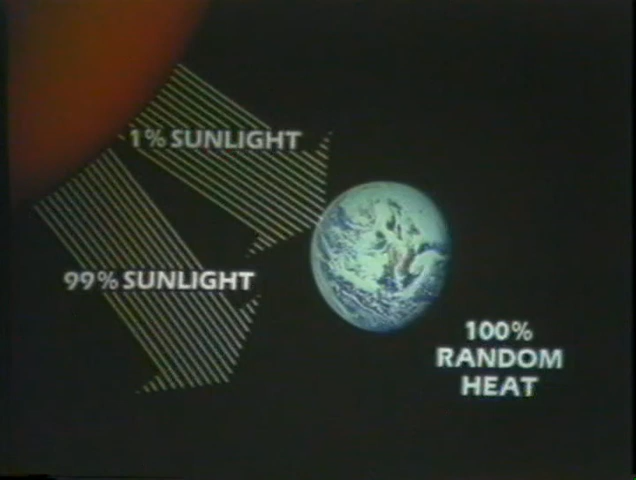 1% SUNLIGHT
99% SUNLIGHT
100%
RANDOM
HEAT